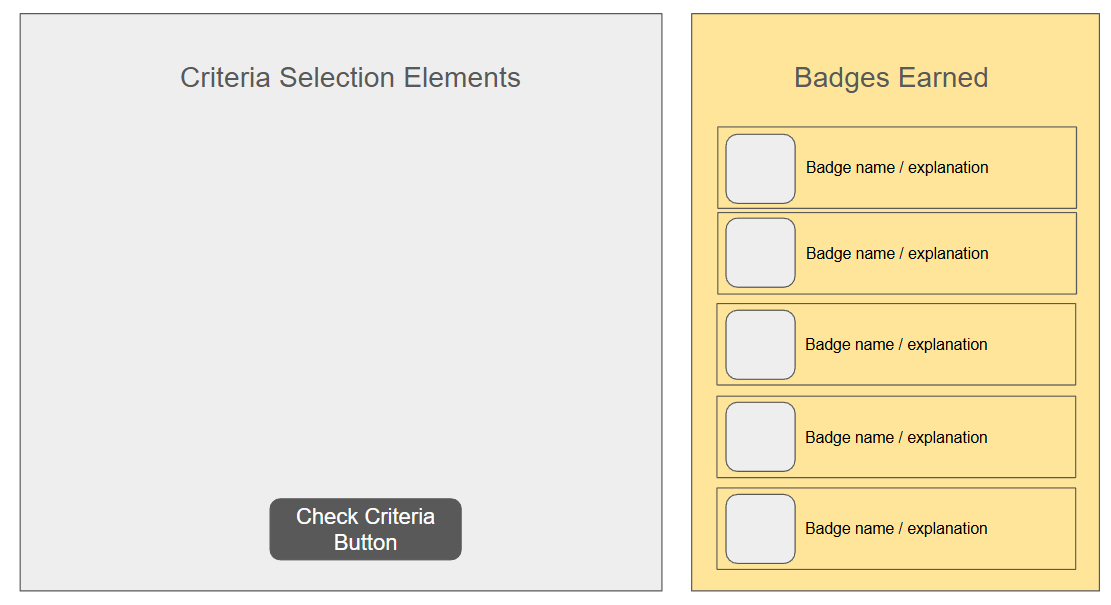 Criteria Selection Elements
Check Criteria
Button
Badges Earned
Badge name / explanation
Badge name / explanation
Badge name / explanation
Badge name / explanation
Badge name / explanation